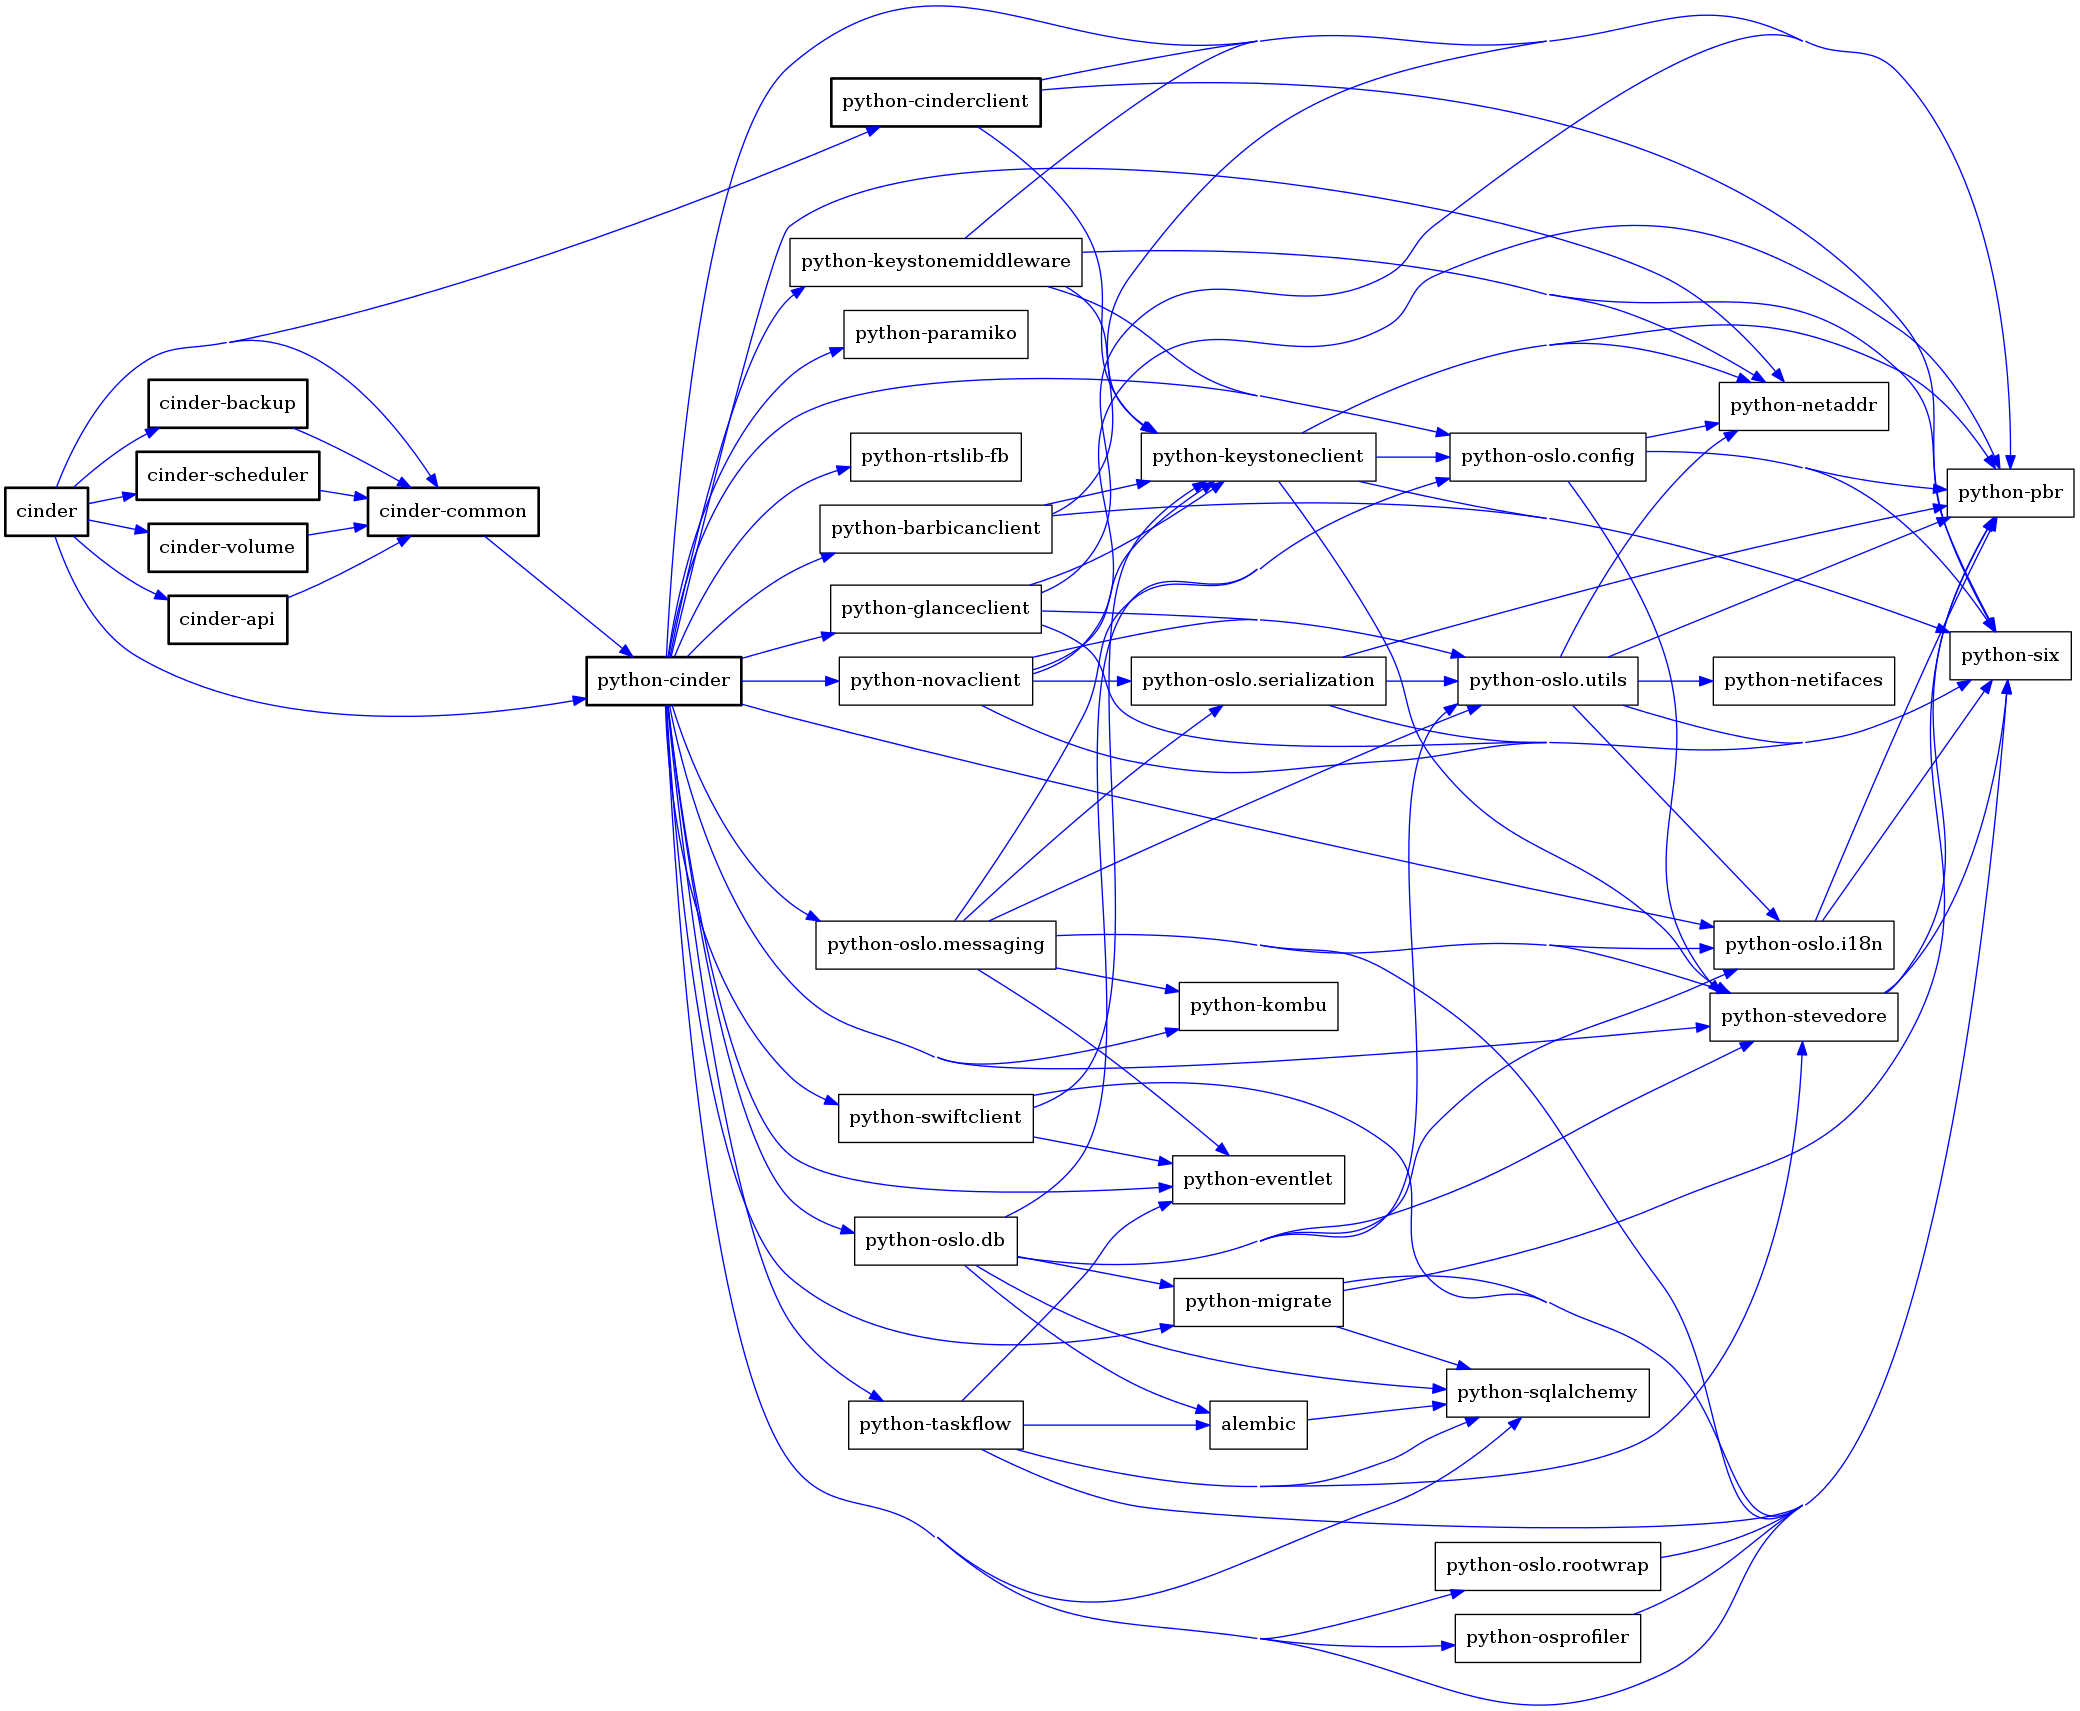 python-cinderclient
python-keystonemiddleware
python-paramiko
cinder-backup
python-netaddr
python-rtslib-fb
python-keystoneclient
python-oslo.config
cinder-scheduler
python-pbr
cinder
cinder-common
python-barbicanclient
cinder-volume
python-glanceclient
cinder-api
python-six
python-cinder
python-novaclient
python-oslo.serialization
python-oslo.utils
python-netifaces
python-oslo.messaging
python-oslo.i18n
python-kombu
python-stevedore
python-swiftclient
python-eventlet
python-oslo.db
python-migrate
python-sqlalchemy
python-taskflow
alembic
python-oslo.rootwrap
python-osprofiler